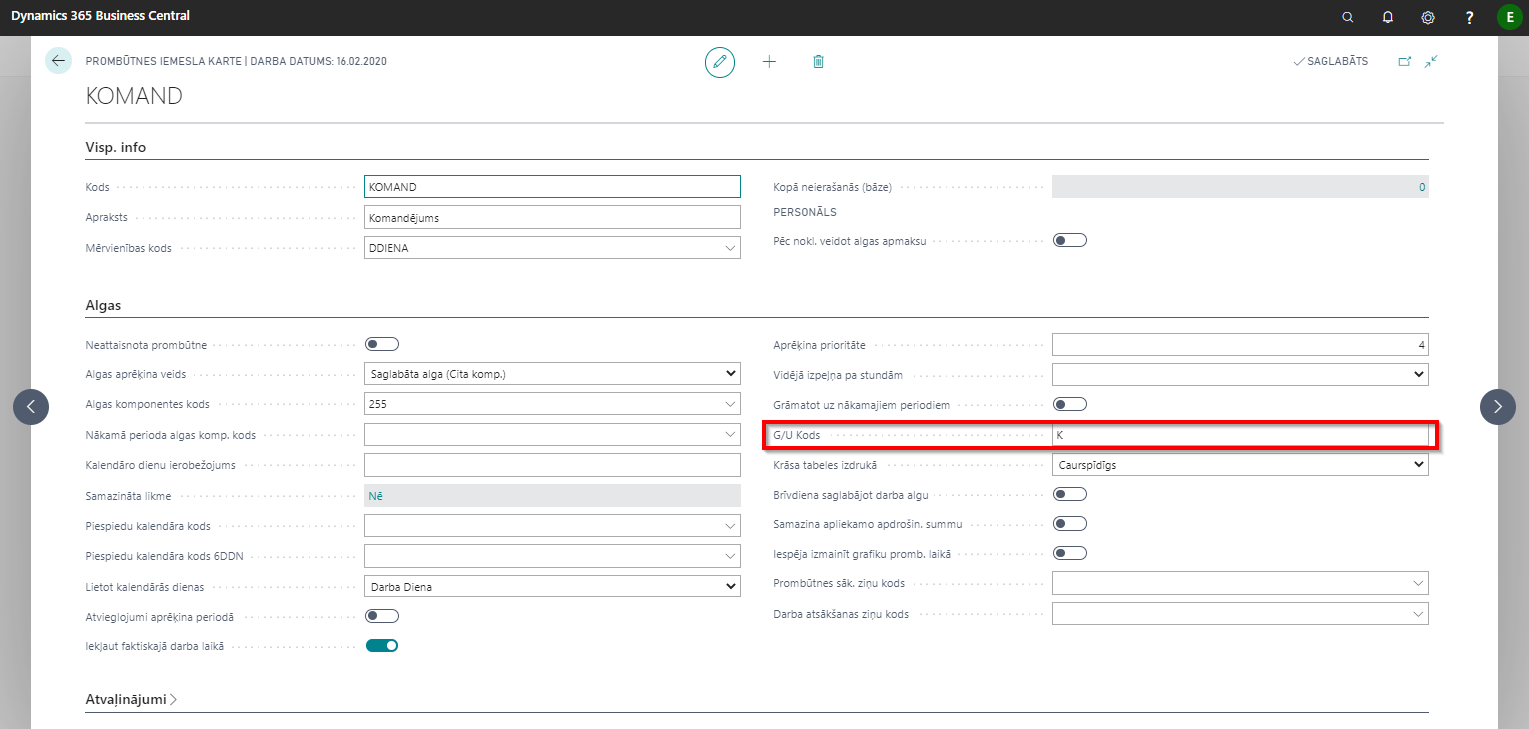 Dynamics 365 Business Central
?
E
PROMBŪTNES IEMESLA KARTE | DARBA DATUMS: 16.02.2020
SAGLABĀTS
KOMAND
Visp. info
Kods
KOMAND
Apraksts
Komandējums
Mērvienības kods
DDIENA
Kopā neierašanās (bāze)
0
PERSONĀLS
Pēc nokl. veidot algas apmaksu
Algas
Neattaisnota prombūtne
Algas aprēķina veids
Saglabāta alga (Cita komp.)
Algas komponentes kods
255
Nākamā perioda algas komp. kods
Kalendāro dienu ierobežojums
Samazināta likme
Nē
Piespiedu kalendāra kods
Piespiedu kalendāra kods 6DDN
Lietot kalendārās dienas
Darba Diena
Atvieglojumi aprēķina periodā
Iekļaut faktiskajā darba laikā
Aprēķina prioritāte
4
Vidējā izpeļņa pa stundām
Grāmatot uz nākamajiem periodiem
G/U Kods
K
Krāsa tabeles izdrukā
Caurspīdīgs
Brīvdiena saglabājot darba algu
Samazina apliekamo apdrošin. summu
Iespēja izmainīt grafiku promb. laikā
Prombūtnes sāk. ziņu kods
Darba atsākšanas ziņu kods
Atvaļinājumi